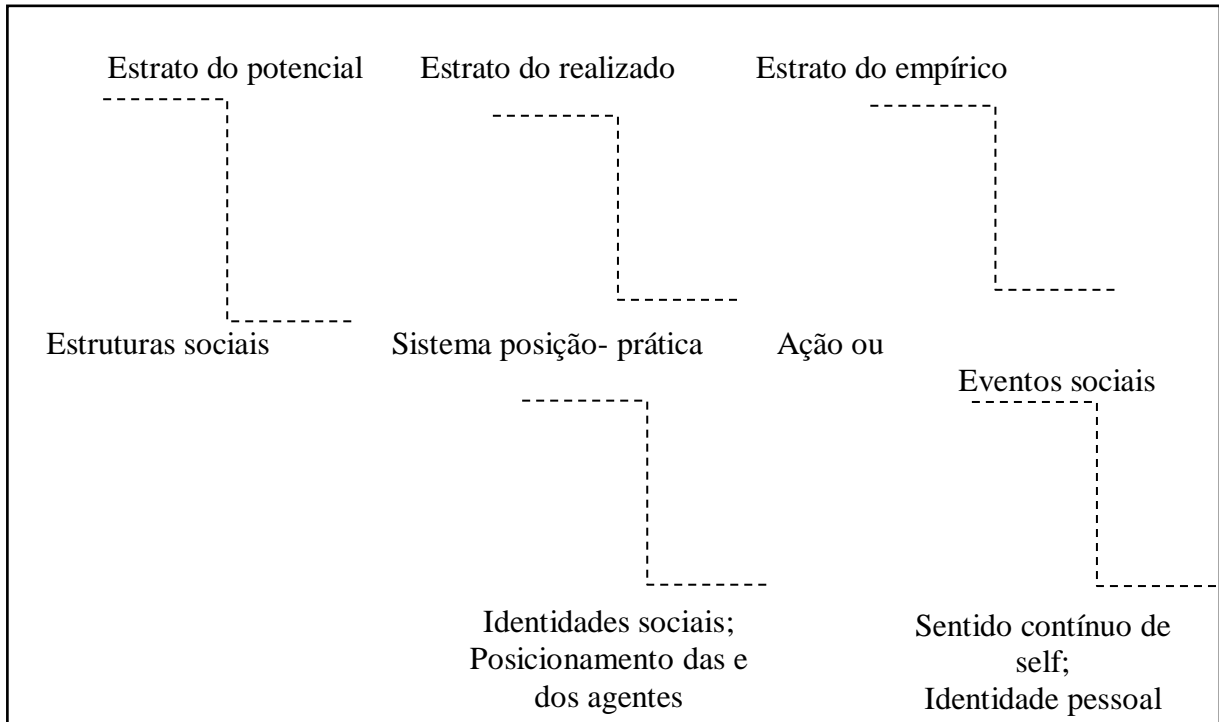 Estrato do potencial
Estrato do realizado
Estrato do empírico
Estruturas sociais
Sistema posição- prática
Ação ou
Eventos sociais
Identidades sociais;
Posicionamento das e
dos agentes
Sentido contínuo de
self;
Identidade pessoal